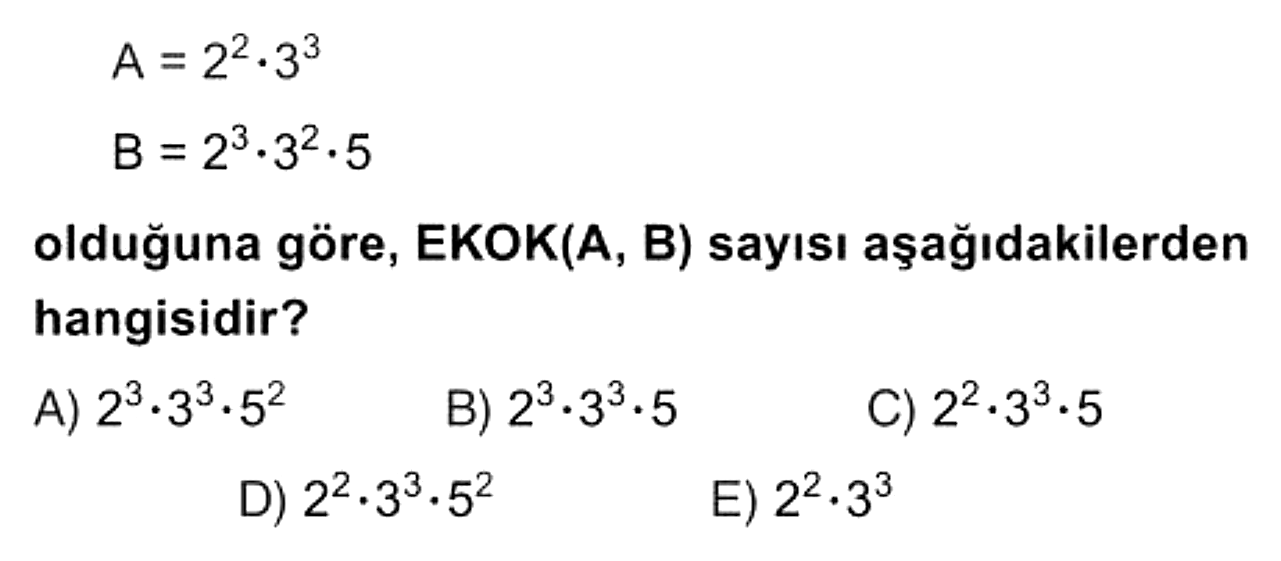 A = 2²·3³
B = 2³·3²·5
olduğuna göre, EKOK(A, B) sayısı aşağıdakilerden
hangisidir?
A) 2³·3³·5² B) 2³·3³·5 C) 2²·3³·5
D) 2²·3³·5² E) 2²·3³